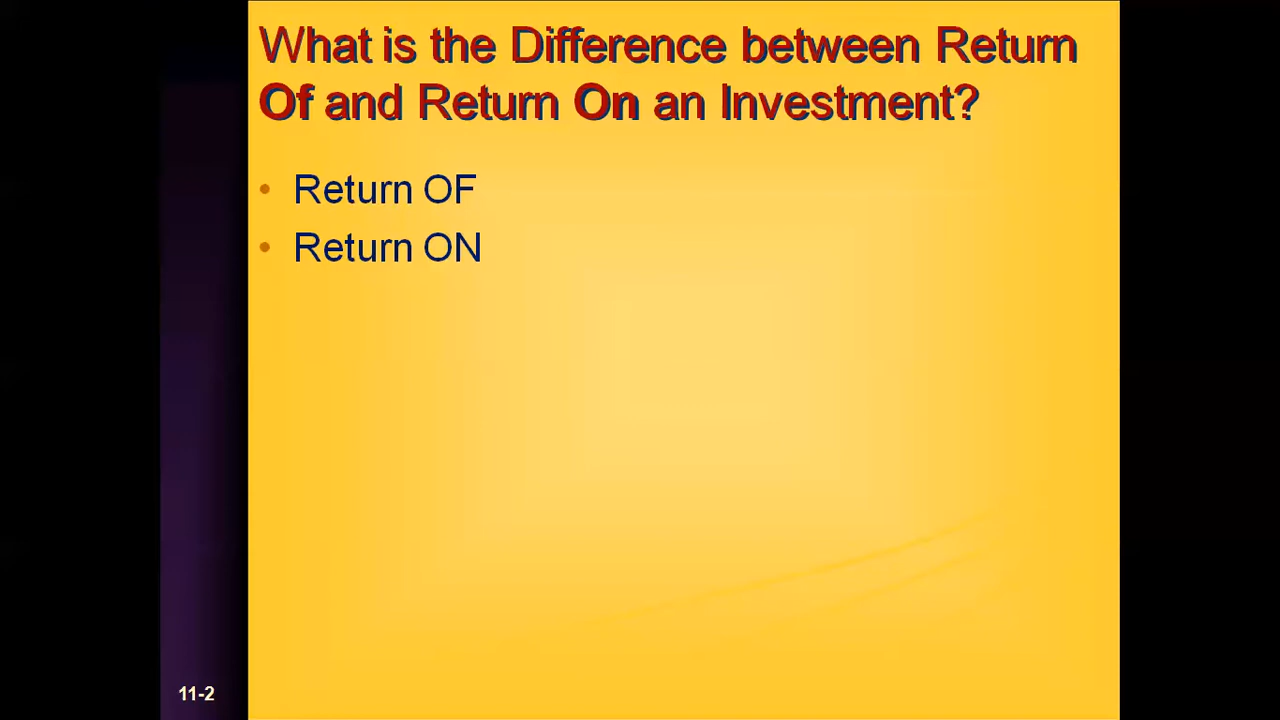 What is the Difference between Return
Of and Return On an Investment?
• Return OF
• Return ON
11-2